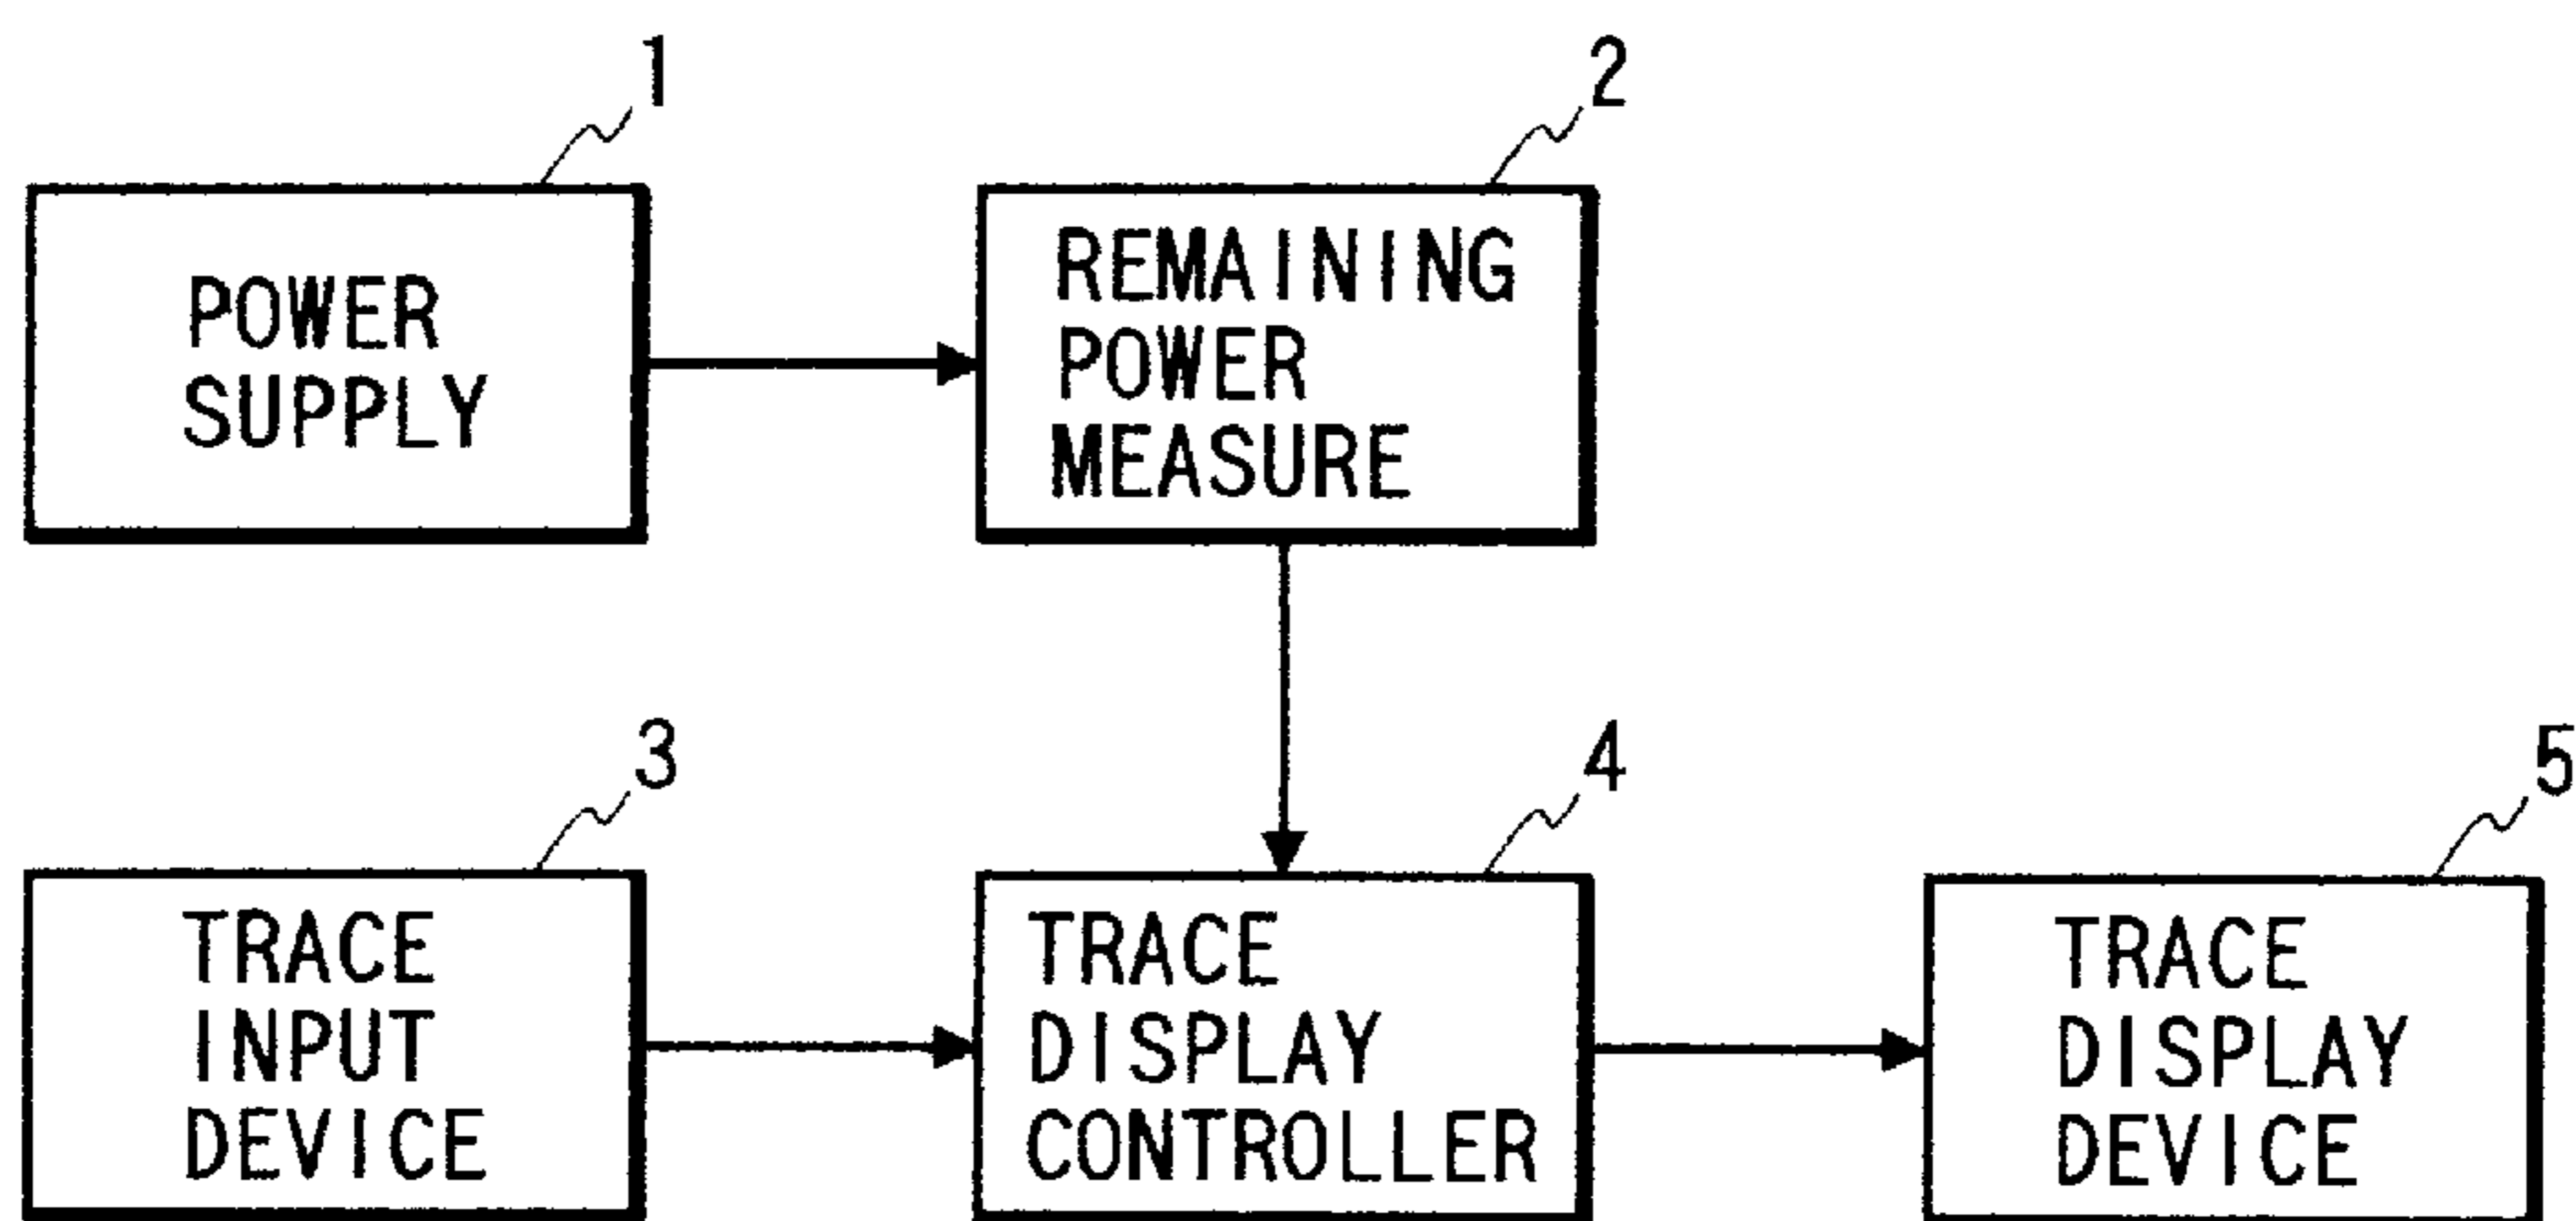 1
POWER
SUPPLY
2
REMAINING
POWER
MEASURE
3
TRACE
INPUT
DEVICE
4
TRACE
DISPLAY
CONTROLLER
5
TRACE
DISPLAY
DEVICE